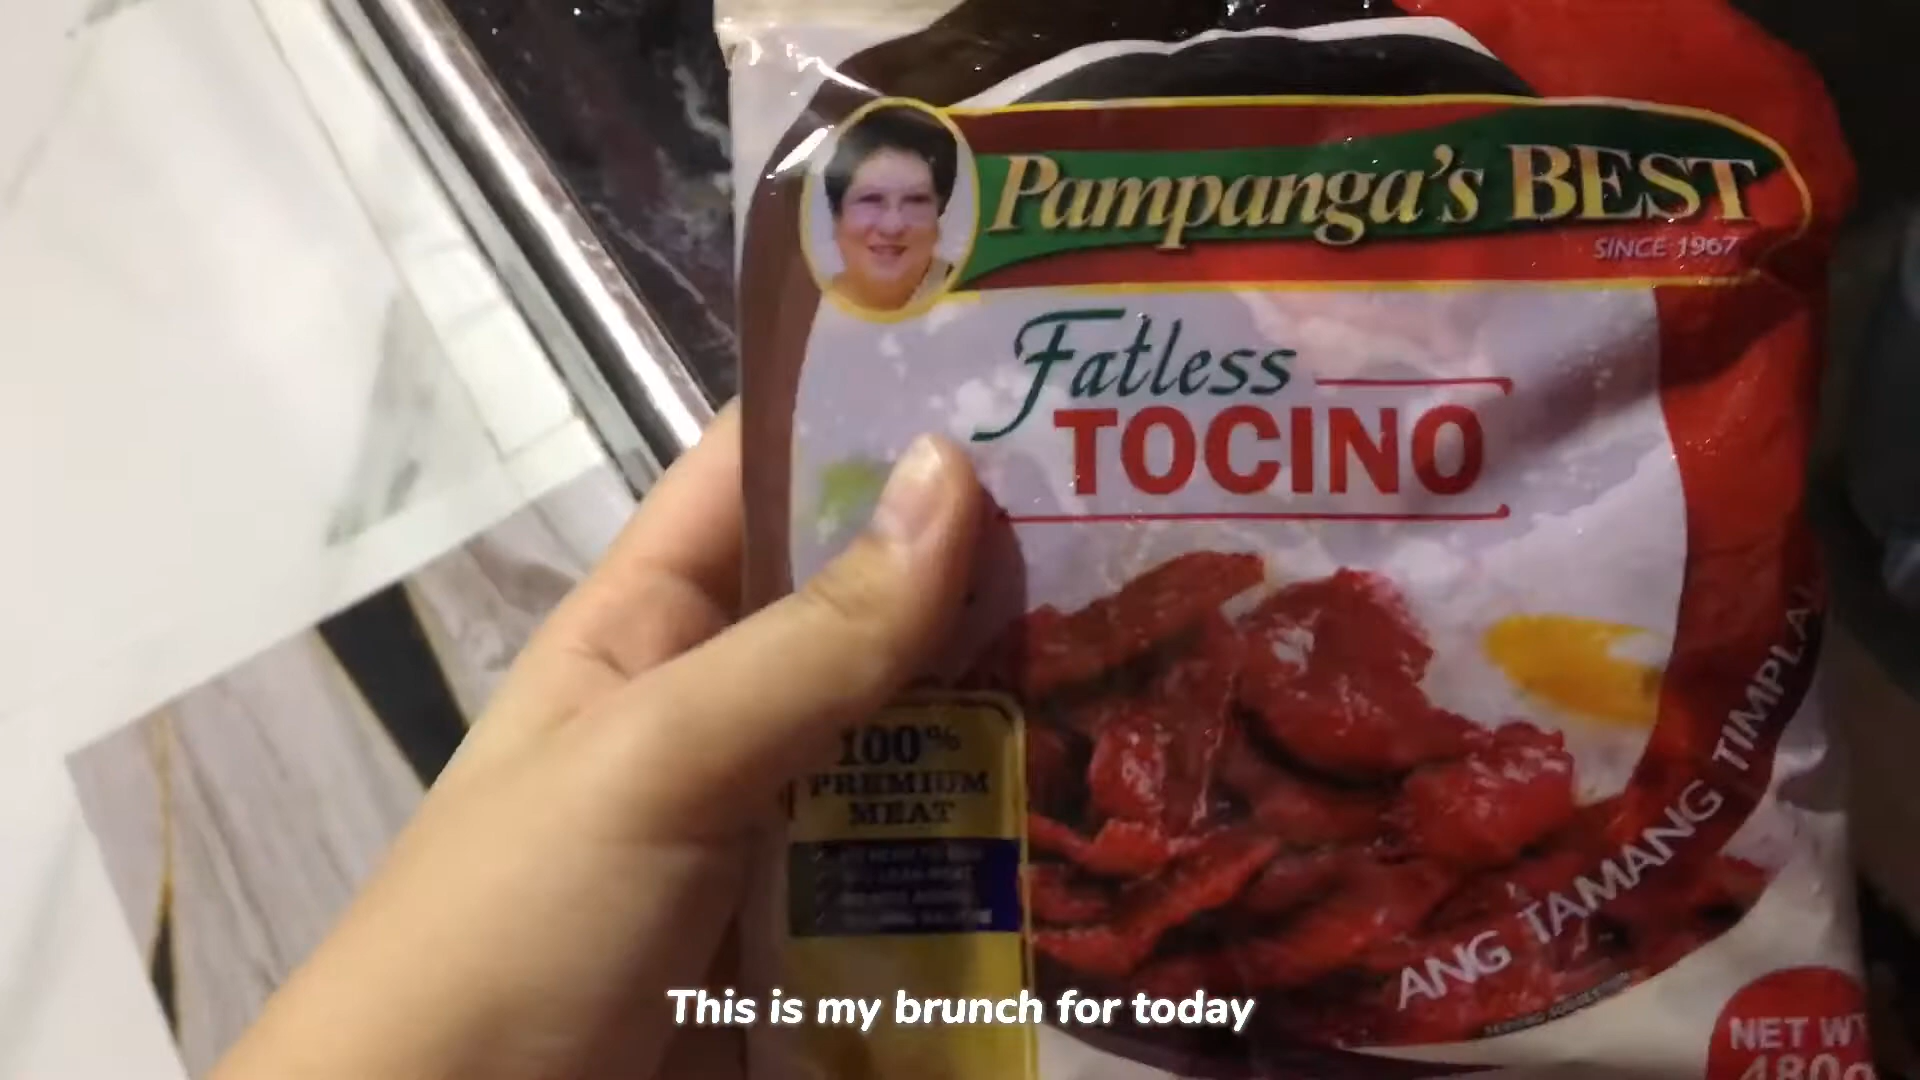 Pampanga's BEST
SINCE 1967
Fatless
TOCINO
100%
PREMIUM
MEAT
ANG TAMANG TIMPLA
NET WT
480g
This is my brunch for today